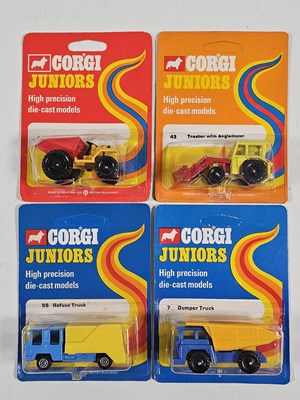 CORGI
JUNIORS
High precision
die-cast models
CORGI
JUNIORS
High precision
die-cast models
43 Tractor with Angledozer
CORGI
JUNIORS
High precision
die-cast models
55 Refuse Truck
CORGI
JUNIORS
High precision
die-cast models
7 Dumper Truck